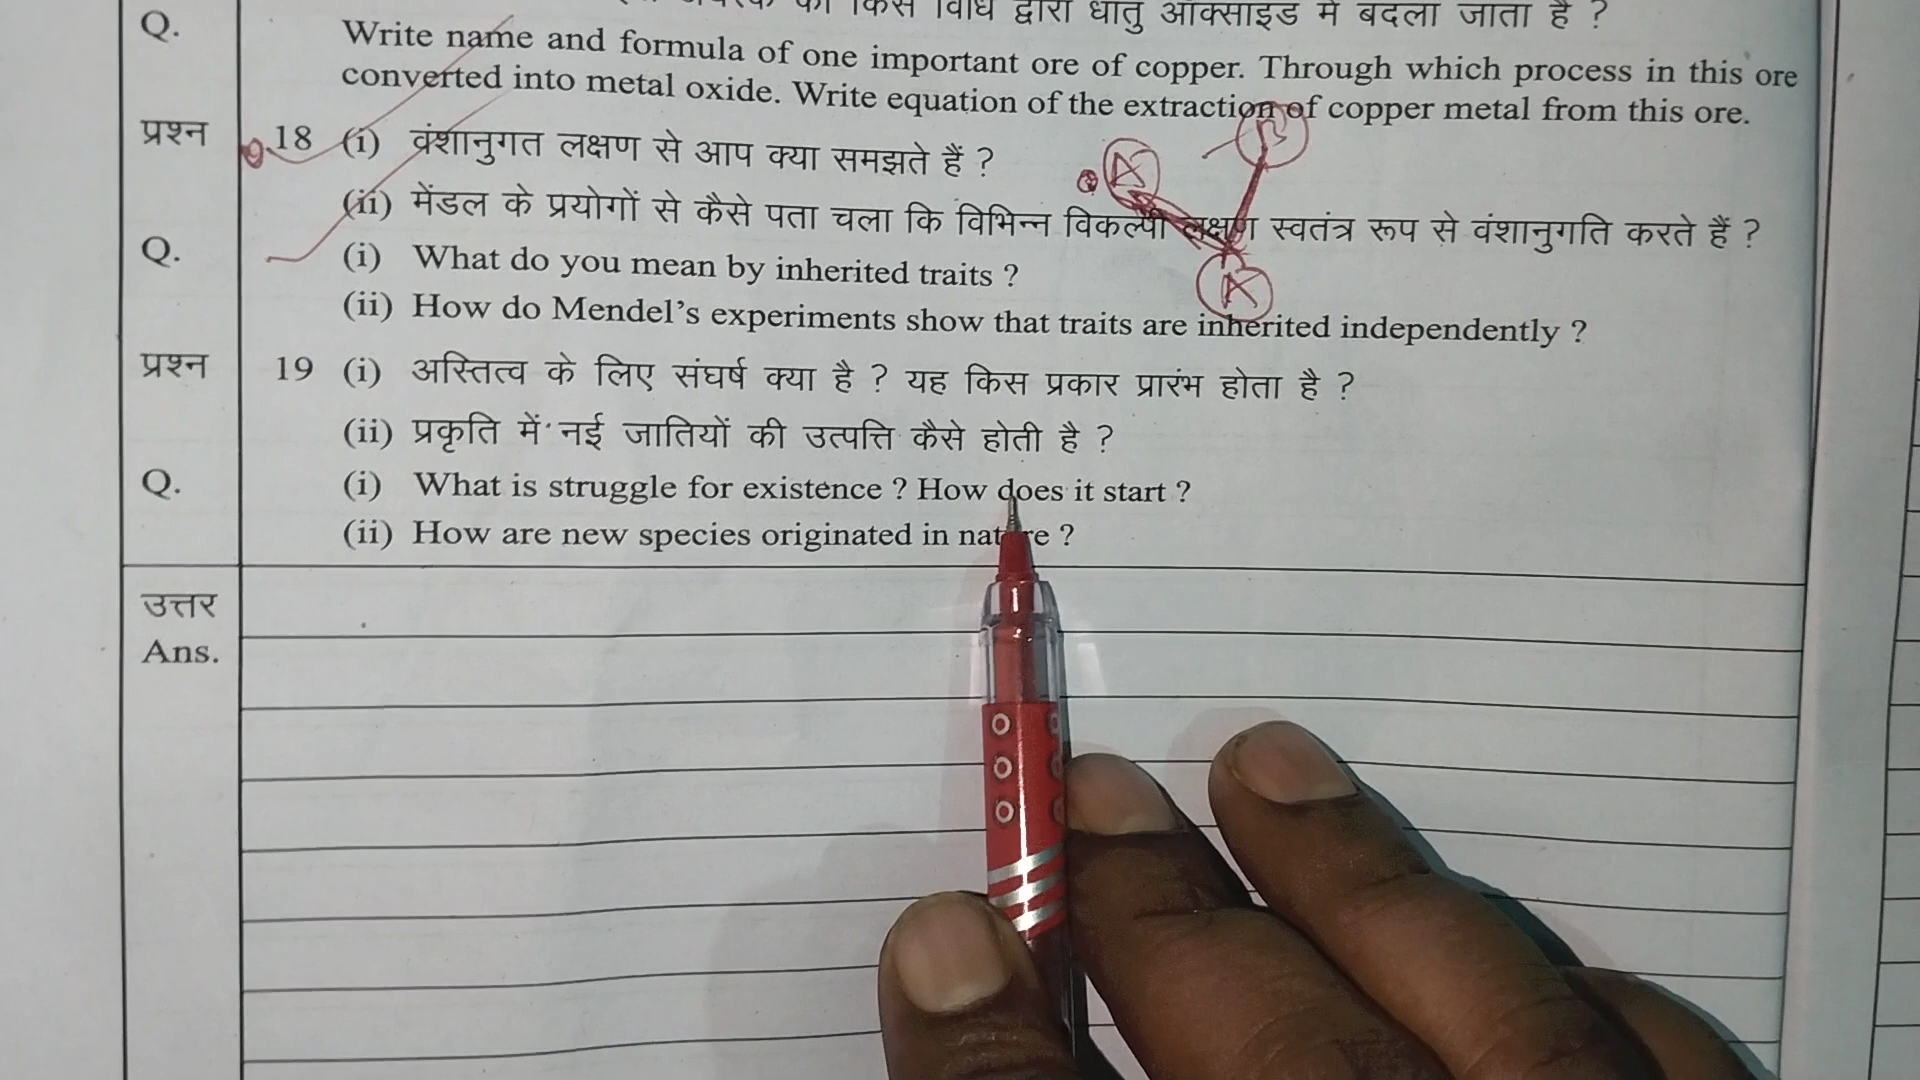 की किस विधि द्वारा धातु ऑक्साइड में बदला जाता है ?
Q. Write name and formula of one important ore of copper. Through which process in this ore
converted into metal oxide. Write equation of the extraction of copper metal from this ore.
प्रश्न 18 (i) वंशानुगत लक्षण से आप क्या समझते हैं ?
(ii) मेंडल के प्रयोगों से कैसे पता चला कि विभिन्न विकल्पी लक्षण स्वतंत्र रूप से वंशानुगति करते हैं ?
Q. (i) What do you mean by inherited traits ?
(ii) How do Mendel's experiments show that traits are inherited independently ?
प्रश्न 19 (i) अस्तित्व के लिए संघर्ष क्या है ? यह किस प्रकार प्रारंभ होता है ?
(ii) प्रकृति में नई जातियों की उत्पत्ति कैसे होती है ?
Q. (i) What is struggle for existence ? How does it start ?
(ii) How are new species originated in nature ?
उत्तर
Ans.